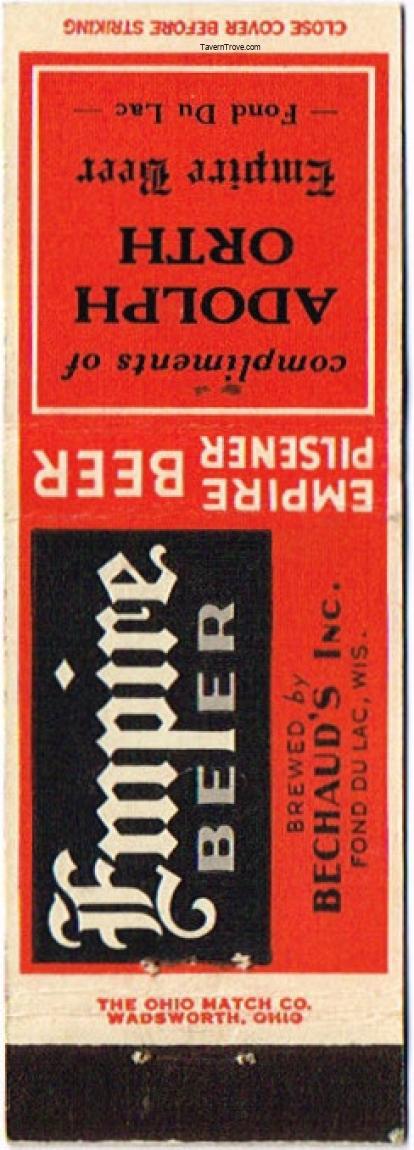 CLOSE COVER BEFORE STRIKING
TavernTrove.com
compliments of
ADOLPH
ORTH
Empire Beer
— Fond Du Lac —
EMPIRE
PILSENER BEER
Empire
BEER
BREWED by
BECHAUD'S INC.
FOND DU LAC, WIS.
THE OHIO MATCH CO.
WADSWORTH, OHIO